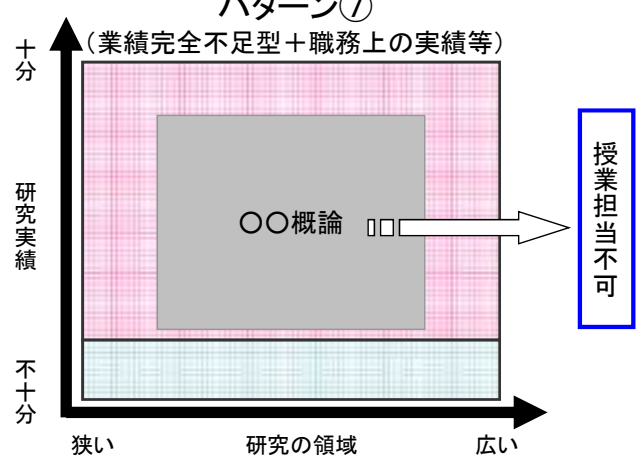 パターン⑦
(業績完全不足型+職務上の実績等)
十分
研究実績
不十分
〇〇概論
授業担当不可
狭い
研究の領域
広い